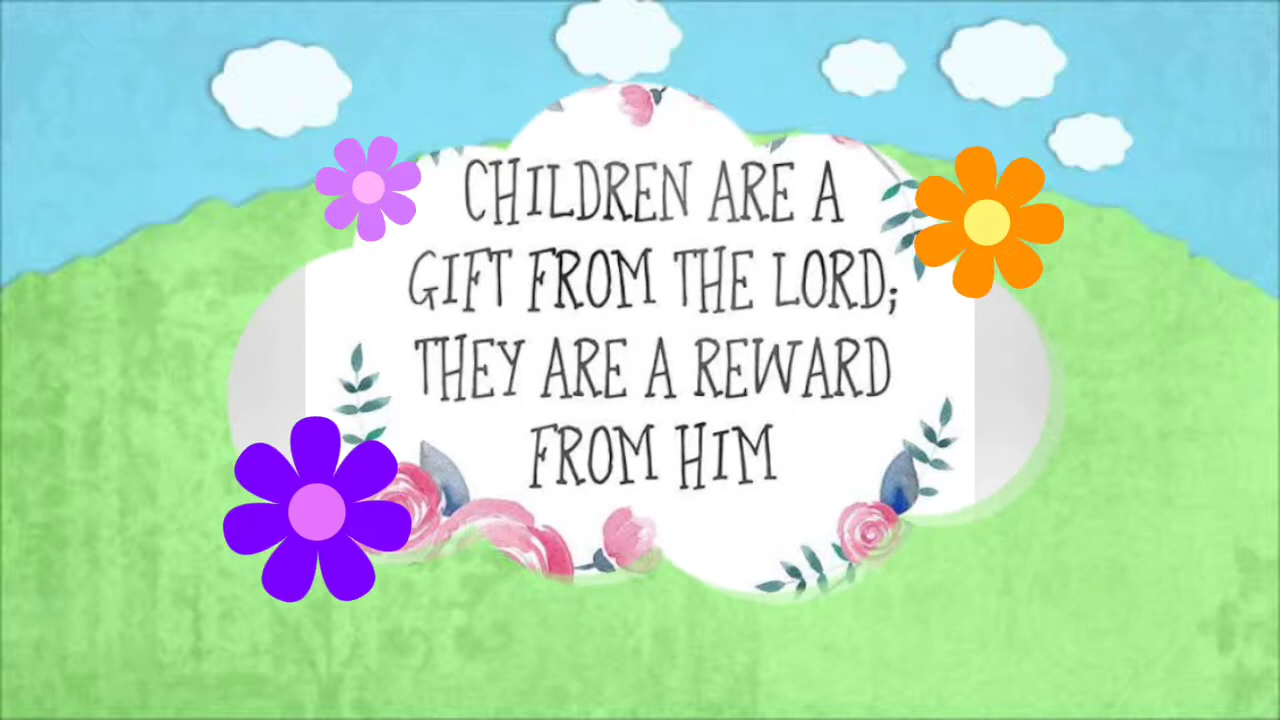 CHILDREN ARE A
GIFT FROM THE LORD;
THEY ARE A REWARD
FROM HIM